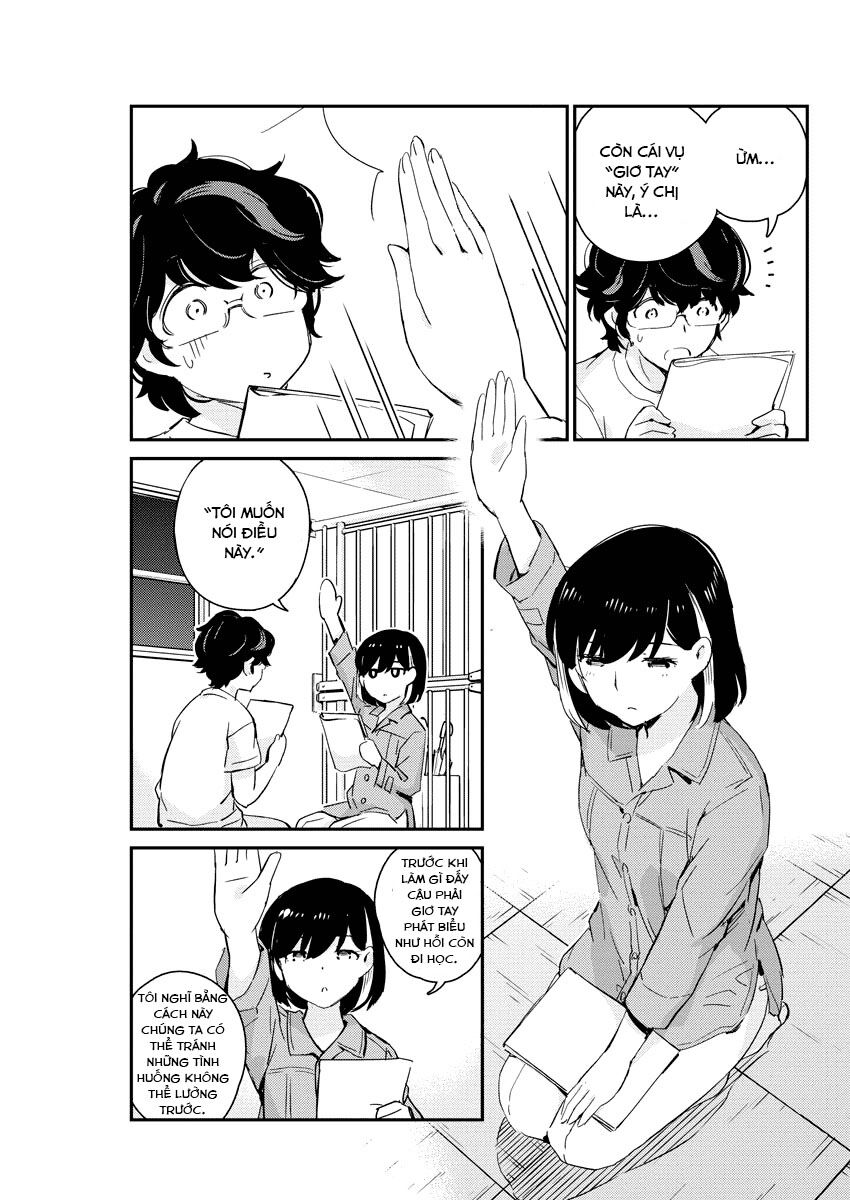 ỪM...
CÒN CÁI VỤ
"GIƠ TAY"
NÀY, Ý CHỊ
LÀ...
"TÔI MUỐN
NÓI ĐIỀU
NÀY."
TRƯỚC KHI
LÀM GÌ ĐẤY
CẬU PHẢI
GIƠ TAY
PHÁT BIỂU
NHƯ HỒI CÒN
ĐI HỌC.
TÔI NGHĨ BẰNG
CÁCH NÀY
CHÚNG TA CÓ
THỂ TRÁNH
NHỮNG TÌNH
HUỐNG KHÔNG
THỂ LƯỜNG
TRƯỚC.